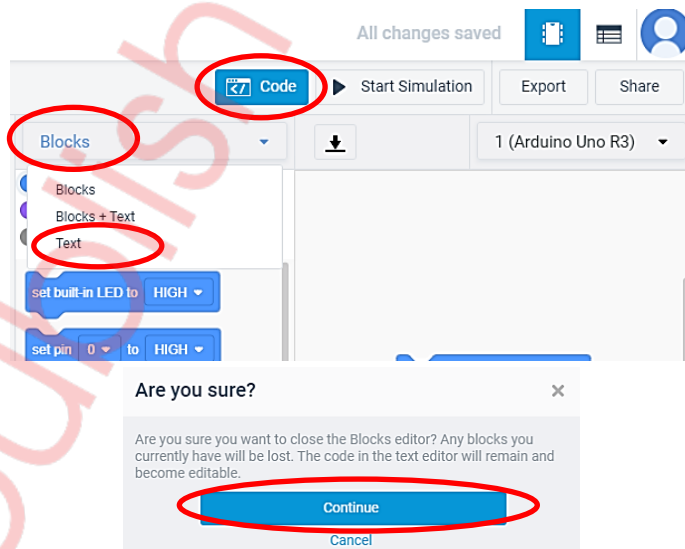 All changes saved
Code
Start Simulation
Export
Share
Blocks
1 (Arduino Uno R3)
Blocks
Blocks + Text
Text
set built-in LED to HIGH
set pin 0 to HIGH
Are you sure?
Are you sure you want to close the Blocks editor? Any blocks you
currently have will be lost. The code in the text editor will remain and
become editable.
Continue
Cancel